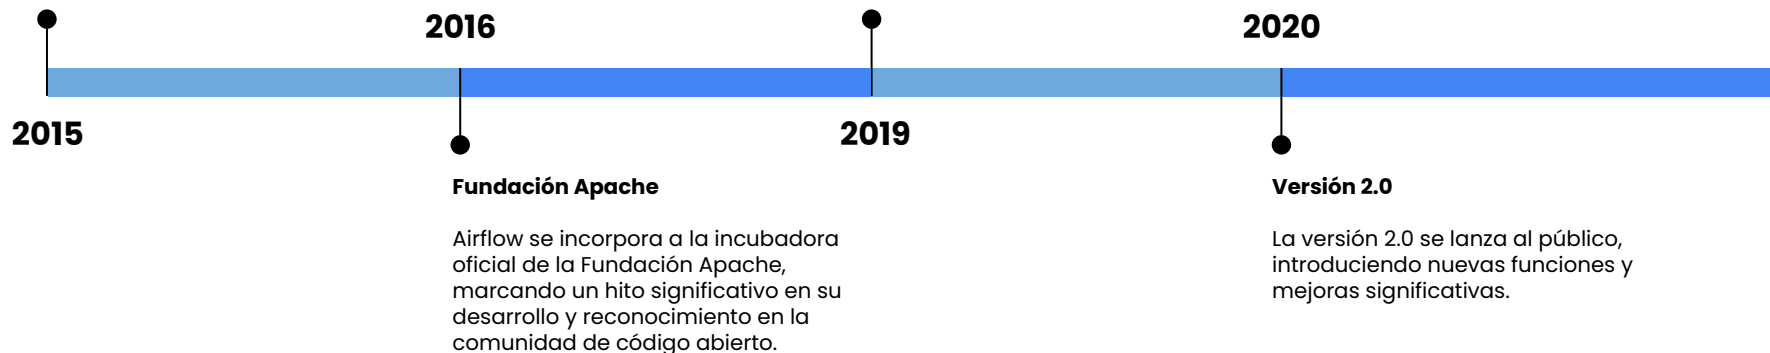 2016
2020
2015
2019
Fundación Apache
Airflow se incorpora a la incubadora
oficial de la Fundación Apache,
marcando un hito significativo en su
desarrollo y reconocimiento en la
comunidad de código abierto.
Versión 2.0
La versión 2.0 se lanza al público,
introduciendo nuevas funciones y
mejoras significativas.